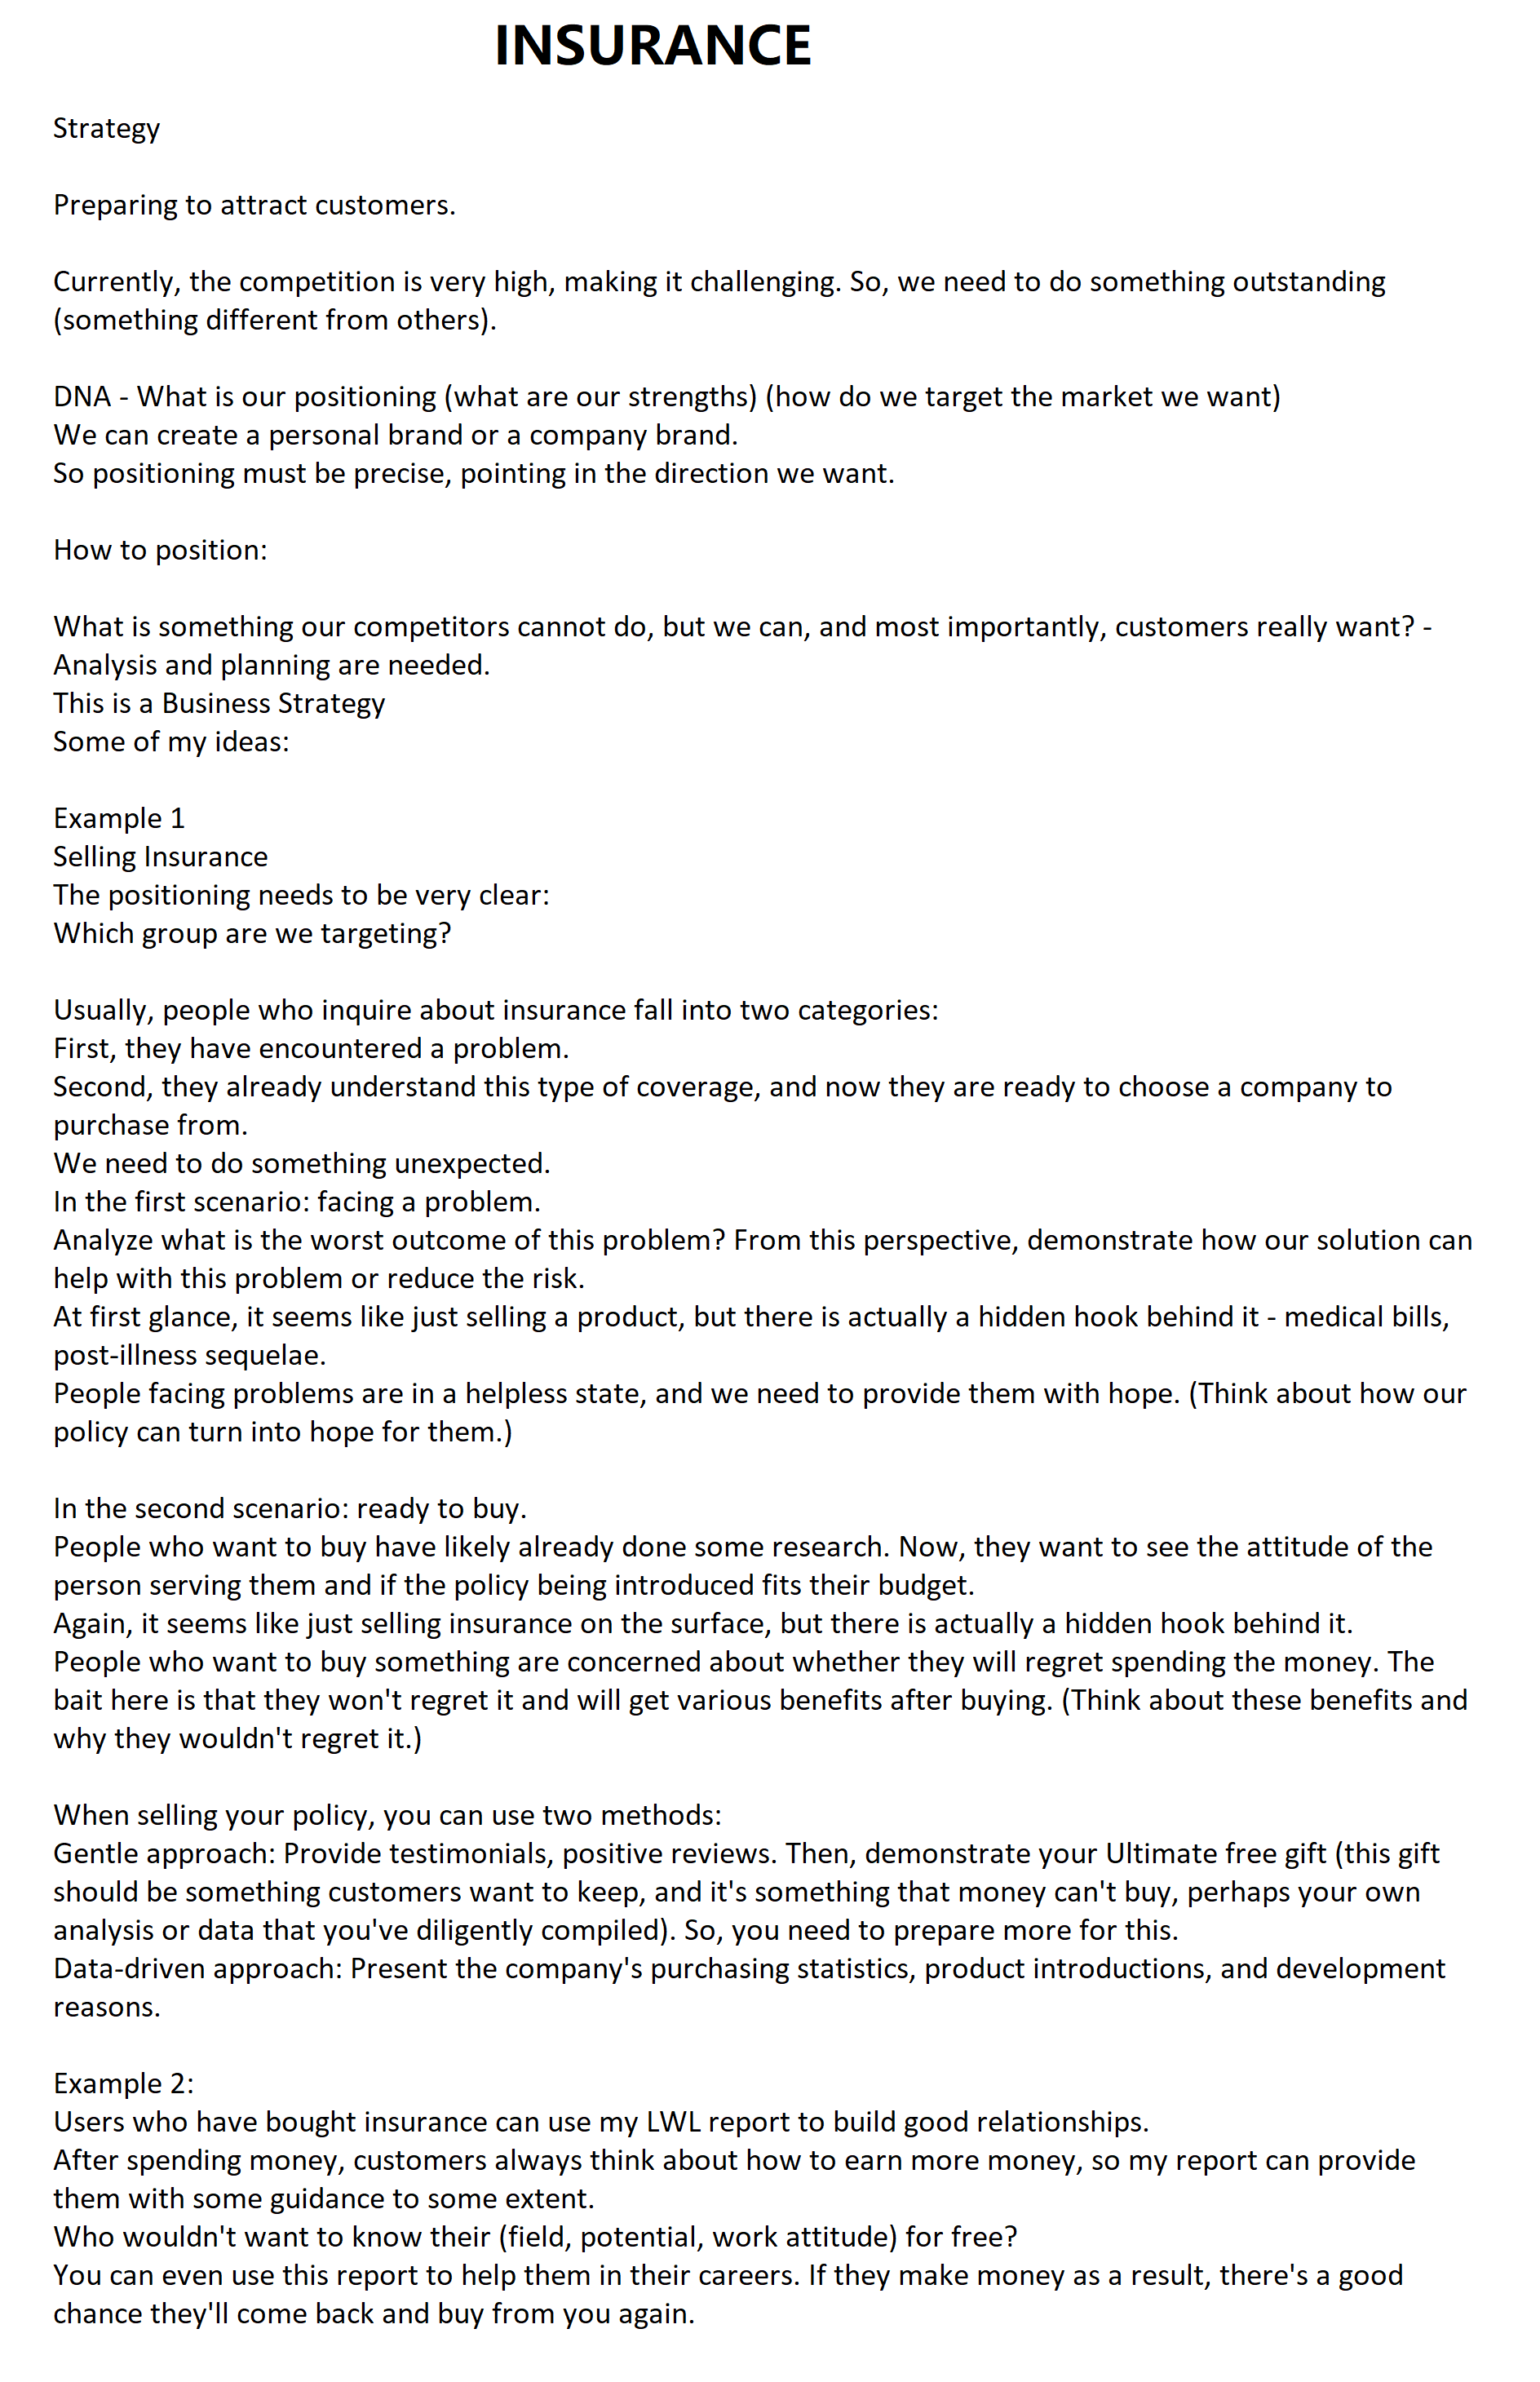 INSURANCE
Strategy
Preparing to attract customers.
Currently, the competition is very high, making it challenging. So, we need to do something outstanding
(something different from others).
DNA - What is our positioning (what are our strengths) (how do we target the market we want)
We can create a personal brand or a company brand.
So positioning must be precise, pointing in the direction we want.
How to position:
What is something our competitors cannot do, but we can, and most importantly, customers really want? -
Analysis and planning are needed.
This is a Business Strategy
Some of my ideas:
Example 1
Selling Insurance
The positioning needs to be very clear:
Which group are we targeting?
Usually, people who inquire about insurance fall into two categories:
First, they have encountered a problem.
Second, they already understand this type of coverage, and now they are ready to choose a company to
purchase from.
We need to do something unexpected.
In the first scenario: facing a problem.
Analyze what is the worst outcome of this problem? From this perspective, demonstrate how our solution can
help with this problem or reduce the risk.
At first glance, it seems like just selling a product, but there is actually a hidden hook behind it - medical bills,
post-illness sequelae.
People facing problems are in a helpless state, and we need to provide them with hope. (Think about how our
policy can turn into hope for them.)
In the second scenario: ready to buy.
People who want to buy have likely already done some research. Now, they want to see the attitude of the
person serving them and if the policy being introduced fits their budget.
Again, it seems like just selling insurance on the surface, but there is actually a hidden hook behind it.
People who want to buy something are concerned about whether they will regret spending the money. The
bait here is that they won't regret it and will get various benefits after buying. (Think about these benefits and
why they wouldn't regret it.)
When selling your policy, you can use two methods:
Gentle approach: Provide testimonials, positive reviews. Then, demonstrate your Ultimate free gift (this gift
should be something customers want to keep, and it's something that money can't buy, perhaps your own
analysis or data that you've diligently compiled). So, you need to prepare more for this.
Data-driven approach: Present the company's purchasing statistics, product introductions, and development
reasons.
Example 2:
Users who have bought insurance can use my LWL report to build good relationships.
After spending money, customers always think about how to earn more money, so my report can provide
them with some guidance to some extent.
Who wouldn't want to know their (field, potential, work attitude) for free?
You can even use this report to help them in their careers. If they make money as a result, there's a good
chance they'll come back and buy from you again.